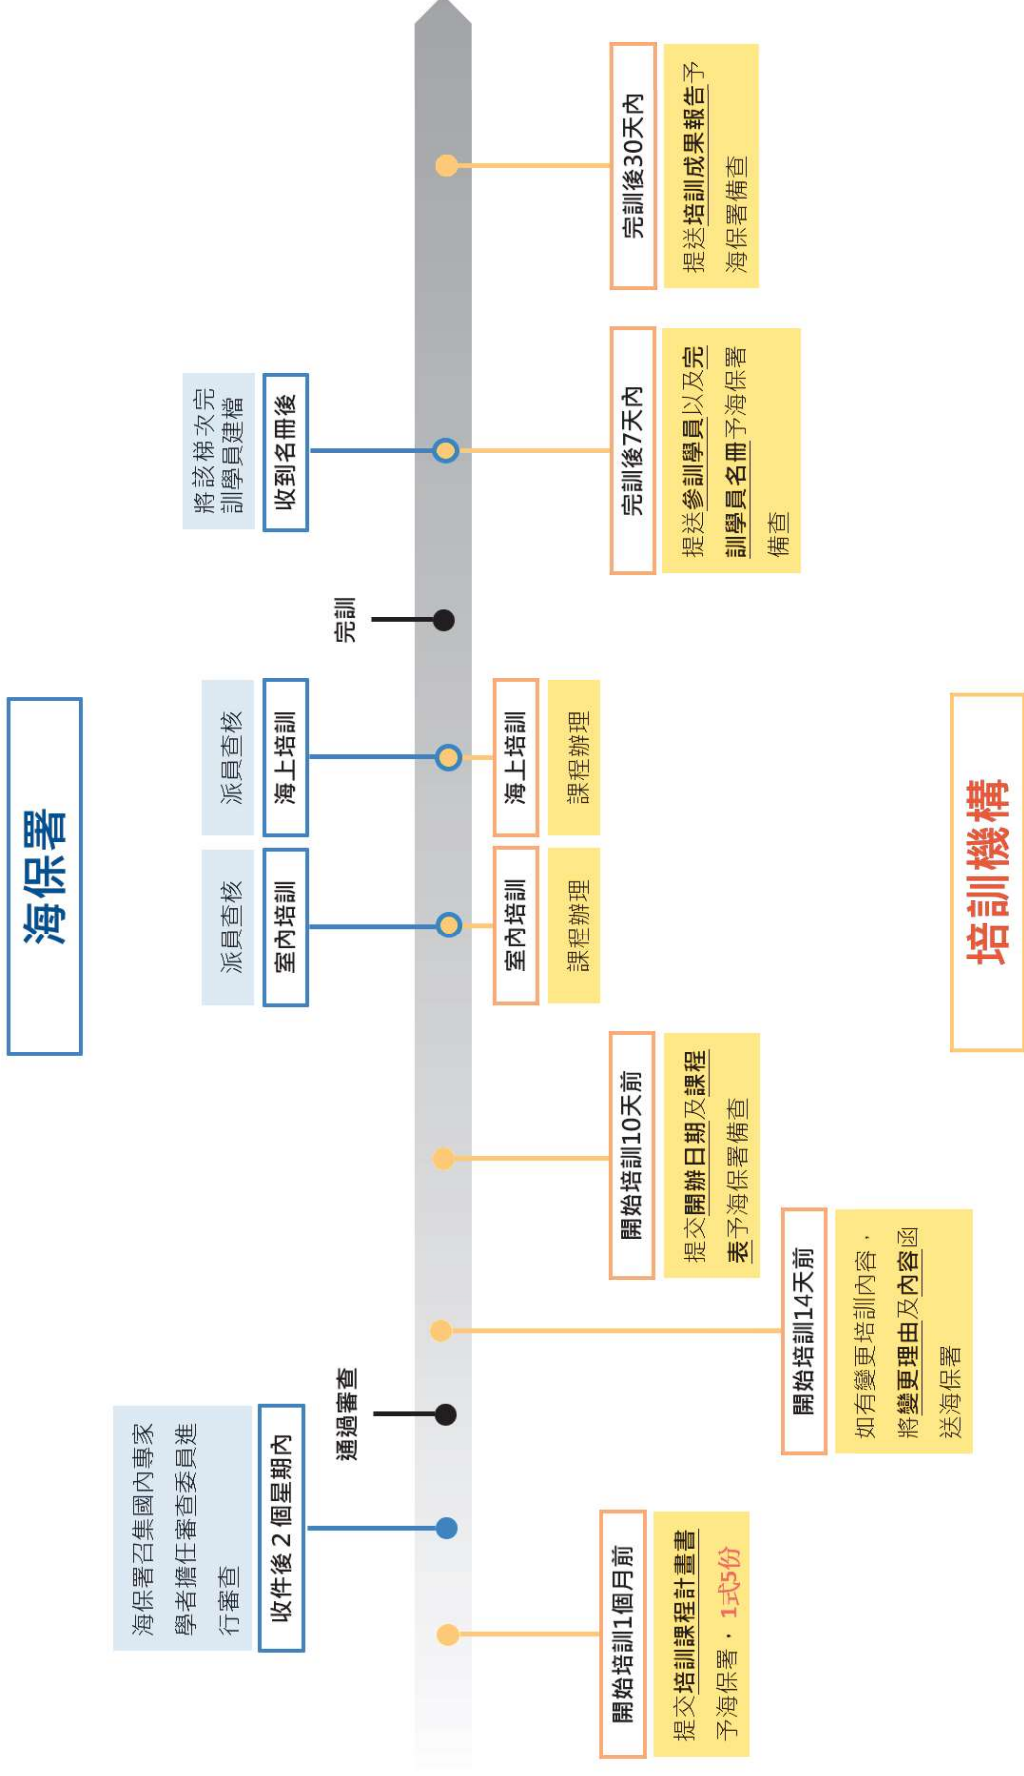 海保署
海保署召集國內專家
學者擔任審查委員進
行審查
收件後2個星期內
通過審查
派員查核
室內培訓
派員查核
海上培訓
完訓
將該梯次完
訓學員建檔
收到名冊後
開始培訓1個月前
提交培訓課程計畫書
予海保署，1式5份
開始培訓14天前
如有變更培訓內容，
將變更理由及內容函
送海保署
開始培訓10天前
提交開辦日期及課程
表予海保署備查
室內培訓
課程辦理
海上培訓
課程辦理
完訓後7天內
提送參訓學員以及完
訓學員名冊予海保署
備查
完訓後30天內
提送培訓成果報告予
海保署備查
培訓機構